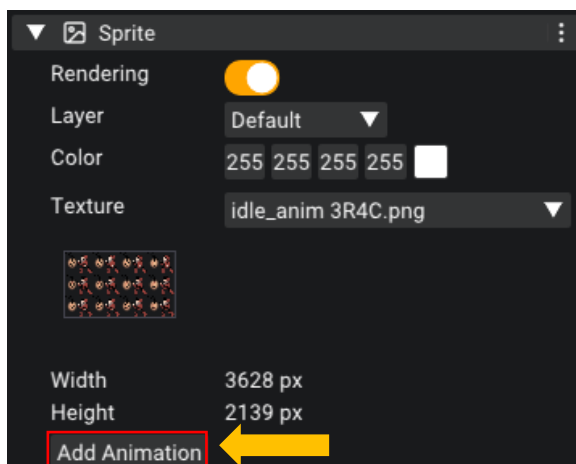 Sprite
Rendering
Layer Default
Color 255 255 255 255
Texture idle_anim 3R4C.png
Width 3628 px
Height 2139 px
Add Animation